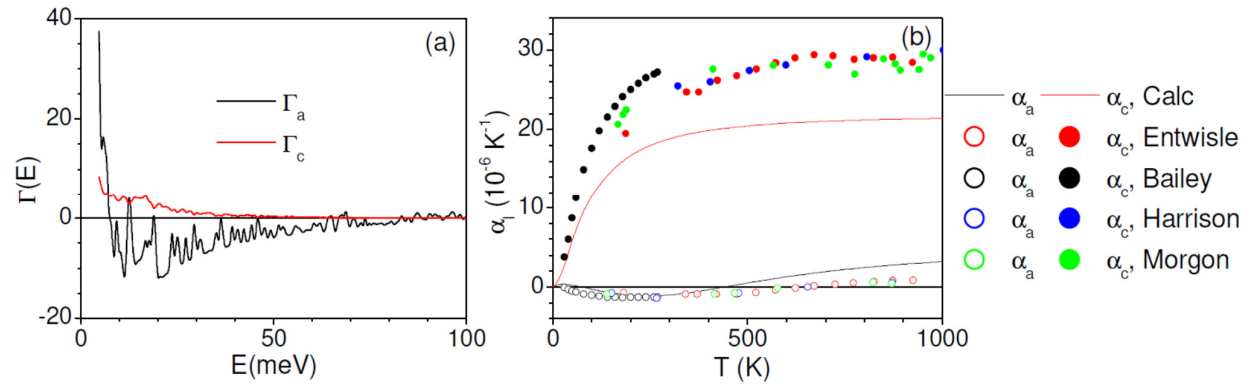 (a)
Γa
Γc
Γ(E)
40
20
0
-20
0
50
100
E(meV)
(b)
αl (10⁻⁶ K⁻¹)
40
30
20
10
0
0
500
1000
T (K)
αa αc, Calc
αa αc, Entwisle
αa αc, Bailey
αa αc, Harrison
αa αc, Morgon